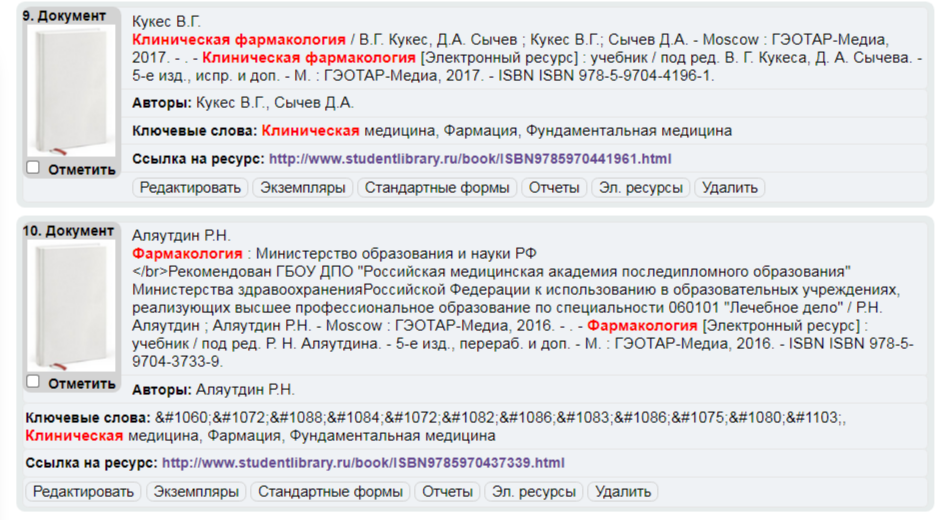 9. Документ
Кукес В.Г.
Клиническая фармакология / В.Г. Кукес, Д.А. Сычев ; Кукес В.Г.; Сычев Д.А. - Moscow : ГЭОТАР-Медиа,
2017. - . - Клиническая фармакология [Электронный ресурс] : учебник / под ред. В. Г. Кукеса, Д. А. Сычева. -
5-е изд., испр. и доп. - М. : ГЭОТАР-Медиа, 2017. - ISBN ISBN 978-5-9704-4196-1.
Авторы: Кукес В.Г., Сычев Д.А.
Ключевые слова: Клиническая медицина, Фармация, Фундаментальная медицина
Ссылка на ресурс: http://www.studentlibrary.ru/book/ISBN9785970441961.html
Отметить
Редактировать Экземпляры Стандартные формы Отчеты Эл. ресурсы Удалить
10. Документ
Аляутдин Р.Н.
Фармакология : Министерство образования и науки РФ
</br>Рекомендован ГБОУ ДПО "Российская медицинская академия последипломного образования"
Министерства здравоохраненияРоссийской Федерации к использованию в образовательных учреждениях,
реализующих высшее профессиональное образование по специальности 060101 "Лечебное дело" / Р.Н.
Аляутдин ; Аляутдин Р.Н. - Moscow : ГЭОТАР-Медиа, 2016. - . - Фармакология [Электронный ресурс] :
учебник / под ред. Р. Н. Аляутдина. - 5-е изд., перераб. и доп. - М. : ГЭОТАР-Медиа, 2016. - ISBN ISBN 978-5-
9704-3733-9.
Отметить
Авторы: Аляутдин Р.Н.
Ключевые слова: &#1060;&#1072;&#1088;&#1084;&#1072;&#1082;&#1086;&#1083;&#1086;&#1075;&#1080;&#1103;,
Клиническая медицина, Фармация, Фундаментальная медицина
Ссылка на ресурс: http://www.studentlibrary.ru/book/ISBN9785970437339.html
Редактировать Экземпляры Стандартные формы Отчеты Эл. ресурсы Удалить